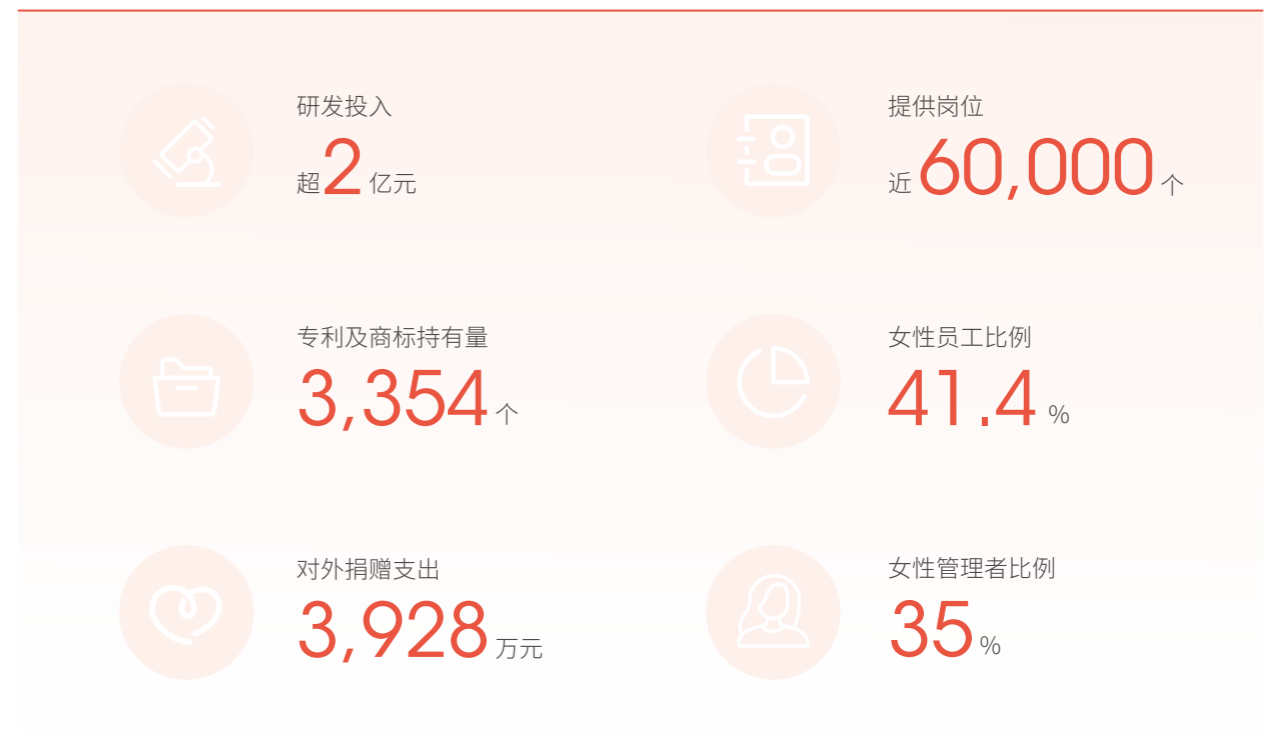 研发投入
超2亿元
提供岗位
近60,000个
专利及商标持有量
3,354个
女性员工比例
41.4%
对外捐赠支出
3,928万元
女性管理者比例
35%